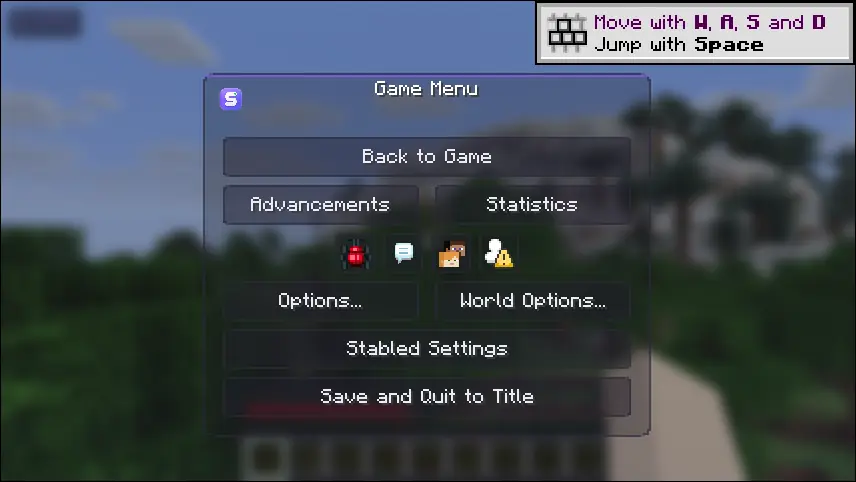 Move with W, A, S and D
Jump with Space
S
Game Menu
Back to Game
Advancements
Statistics
Options...
World Options...
Stabled Settings
Save and Quit to Title